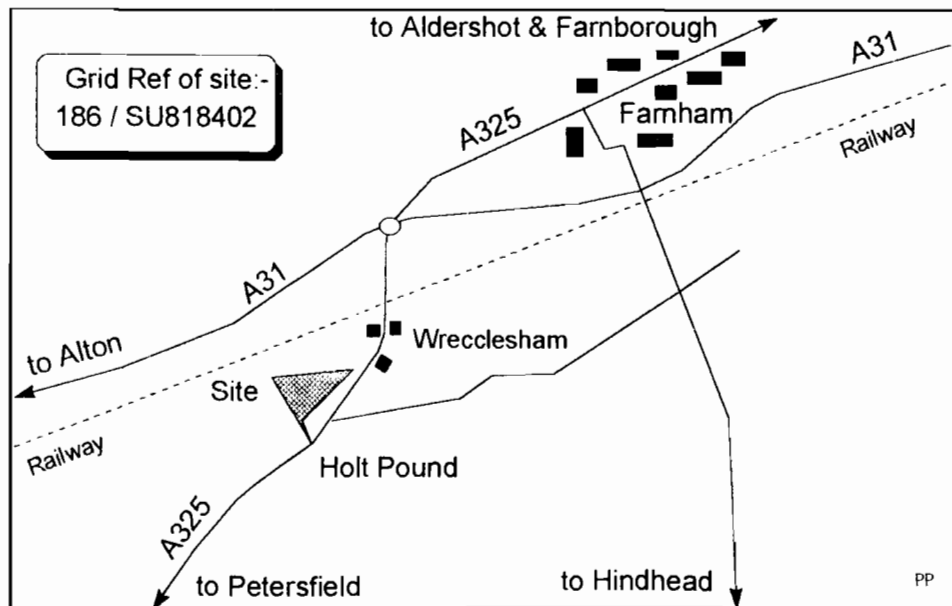 to Aldershot & Farnborough
A31
Grid Ref of site:-
186 / SU818402
A325
Farnham
Railway
A31
to Alton
Wrecclesham
Site
Railway
Holt Pound
A325
to Petersfield
to Hindhead
PP